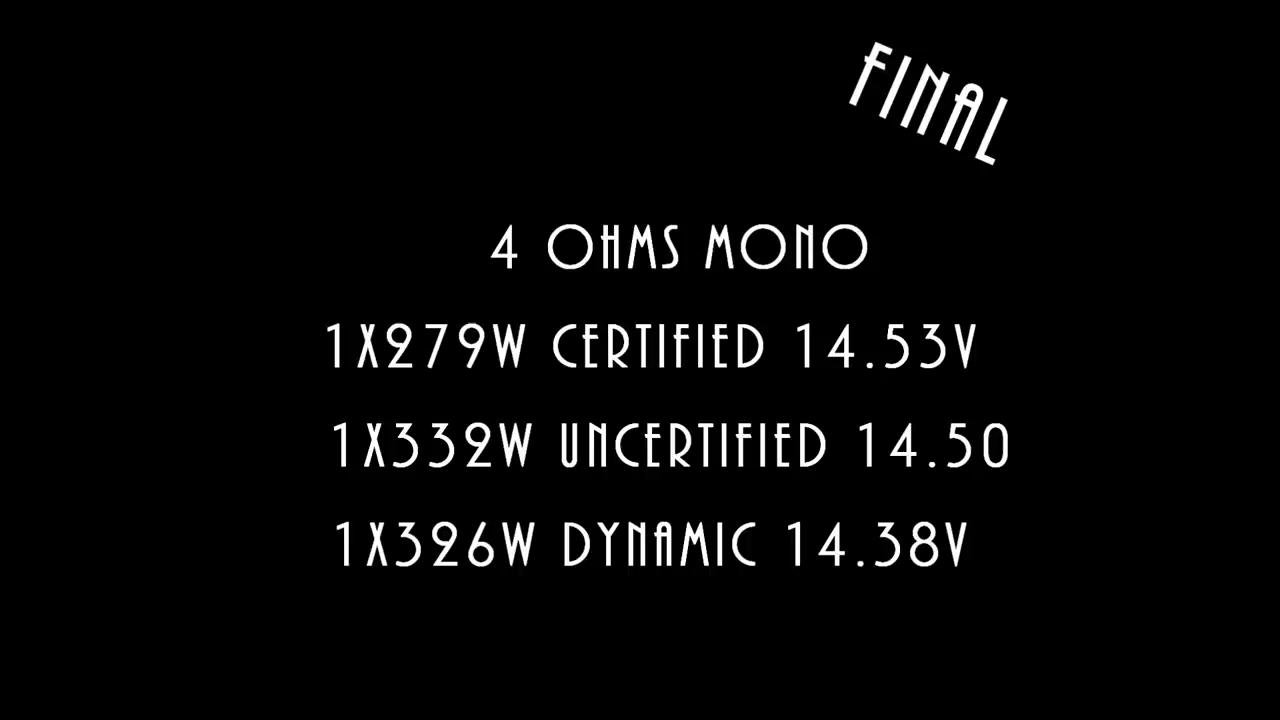 FINAL
4 OHMS MONO
1X279W CERTIFIED 14.53V
1X332W UNCERTIFIED 14.50
1X326W DYNAMIC 14.38V